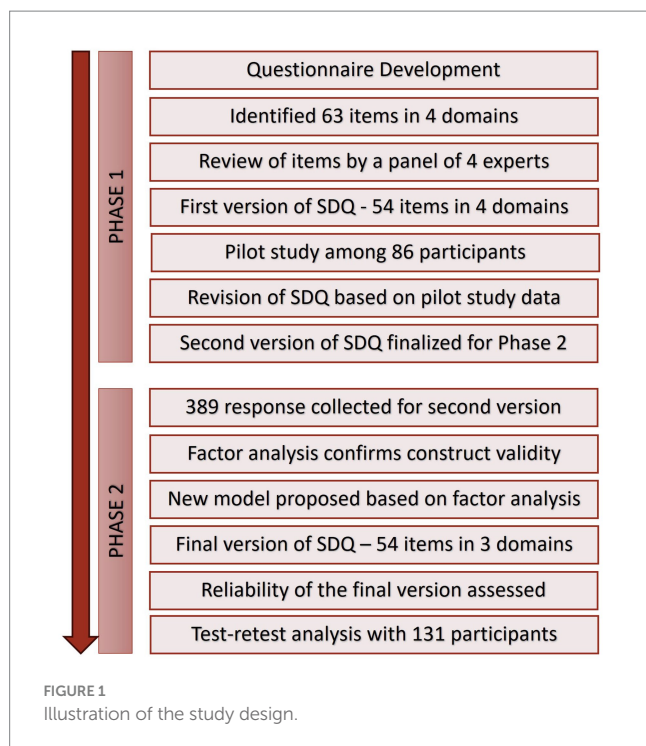 PHASE 1
Questionnaire Development
Identified 63 items in 4 domains
Review of items by a panel of 4 experts
First version of SDQ - 54 items in 4 domains
Pilot study among 86 participants
Revision of SDQ based on pilot study data
Second version of SDQ finalized for Phase 2
PHASE 2
389 response collected for second version
Factor analysis confirms construct validity
New model proposed based on factor analysis
Final version of SDQ – 54 items in 3 domains
Reliability of the final version assessed
Test-retest analysis with 131 participants
FIGURE 1
Illustration of the study design.